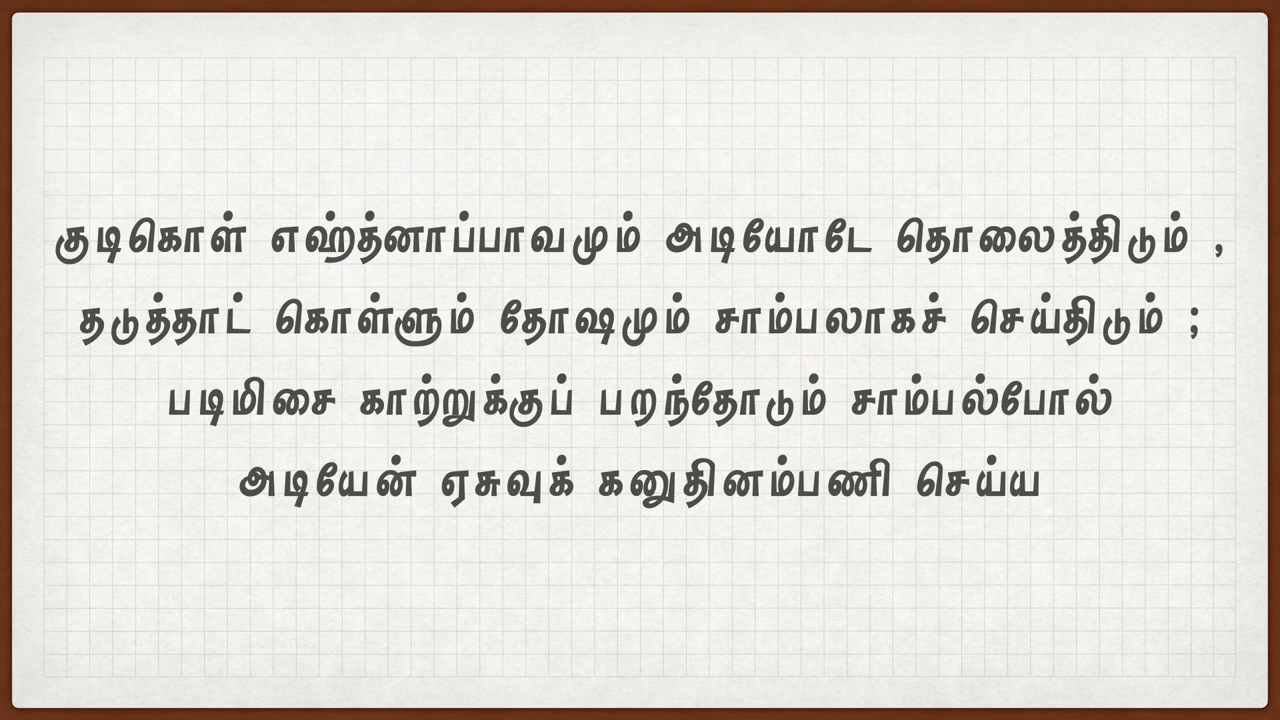 குடிகொள் எஹ்த்னாப்பாவமும் அடியோடே தொலைத்திடும் ,
தடுத்தாட் கொள்ளும் தோஷமும் சாம்பலாகச் செய்திடும் ;
படிமிசை காற்றுக்குப் பறந்தோடும் சாம்பல்போல்
அடியேன் ஏசுவுக் கனுதினம்பணி செய்ய